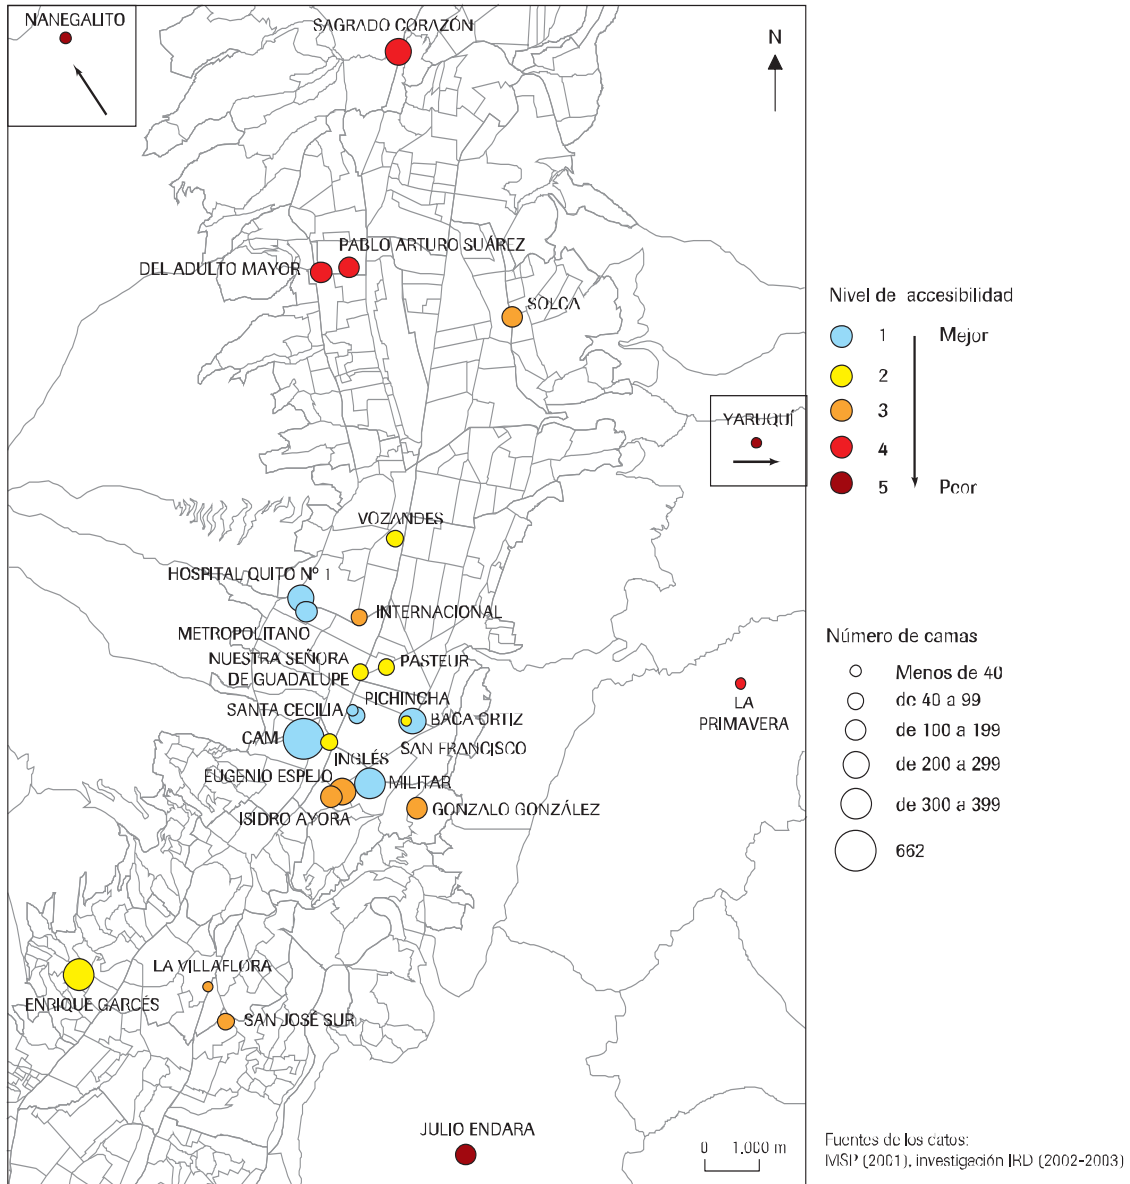 NANEGALITO
SAGRADO CORAZÓN
N
PABLO ARTURO SUÁREZ
DEL ADULTO MAYOR
SOLCA
YARUQUÍ
VOZANDES
HOSPITAL QUITO Nº 1
INTERNACIONAL
METROPOLITANO
NUESTRA SEÑORA
DE GUADALUPE
PASTEUR
PICHINCHA
SANTA CECILIA
BACA ORTIZ
CAM
SAN FRANCISCO
INGLÉS
EUGENIO ESPEJO
MILITAR
ISIDRO AYORA
GONZALO GONZÁLEZ
LA
PRIMAVERA
LA VILLAFLORA
ENRIQUE GARCÉS
SAN JOSÉ SUR
JULIO ENDARA
0 1.000 m
Nivel de accesibilidad
1 Mejor
2
3
4
5 Peor
Número de camas
Menos de 40
de 40 a 99
de 100 a 199
de 200 a 299
de 300 a 399
662
Fuentes de los datos:
MSP (2001), investigación IRD (2002-2003)